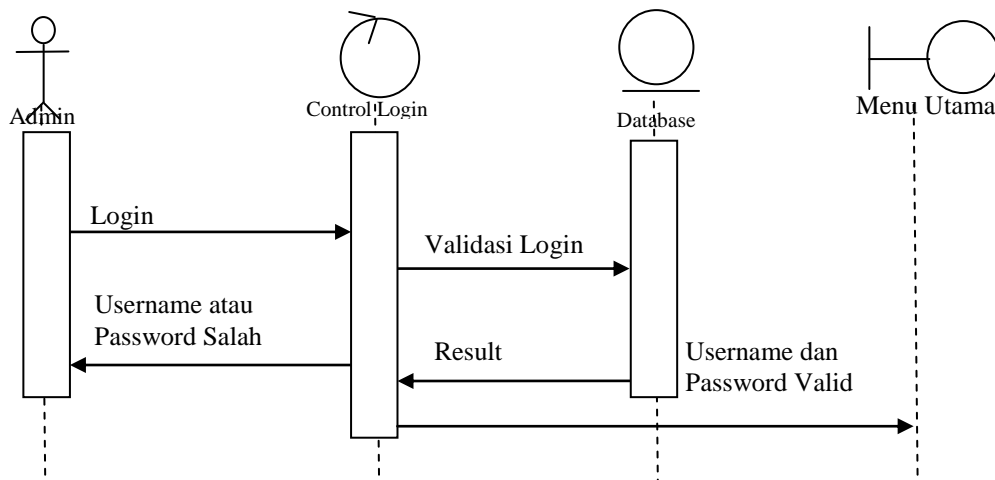 Admin
Control Login
Database
Menu Utama
Login
Validasi Login
Username atau
Password Salah
Result
Username dan
Password Valid